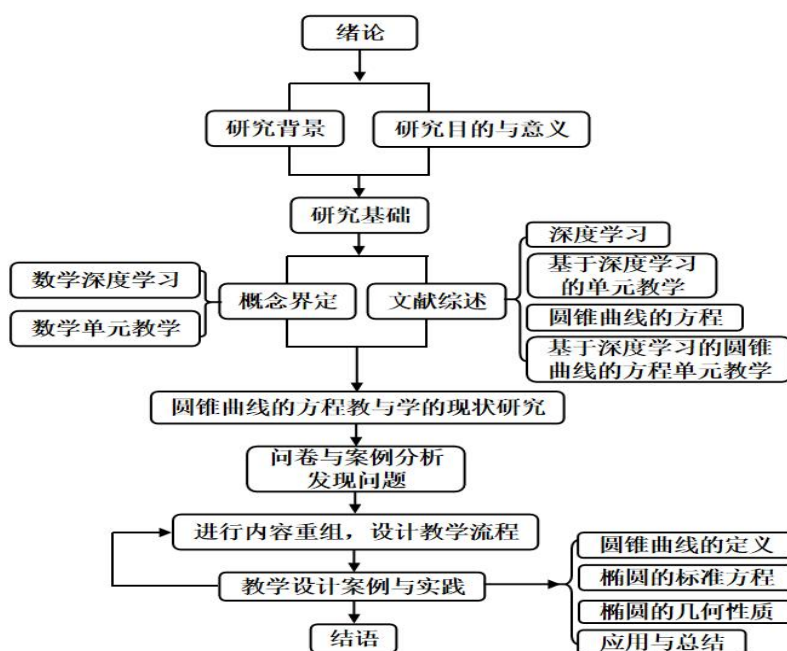 绪论
研究背景
研究目的与意义
研究基础
数学深度学习
数学单元教学
概念界定
文献综述
深度学习
基于深度学习
的单元教学
圆锥曲线的方程
基于深度学习的圆锥
曲线的方程单元教学
圆锥曲线的方程教与学的现状研究
问卷与案例分析
发现问题
进行内容重组，设计教学流程
教学设计案例与实践
圆锥曲线的定义
椭圆的标准方程
椭圆的几何性质
应用与总结
结语